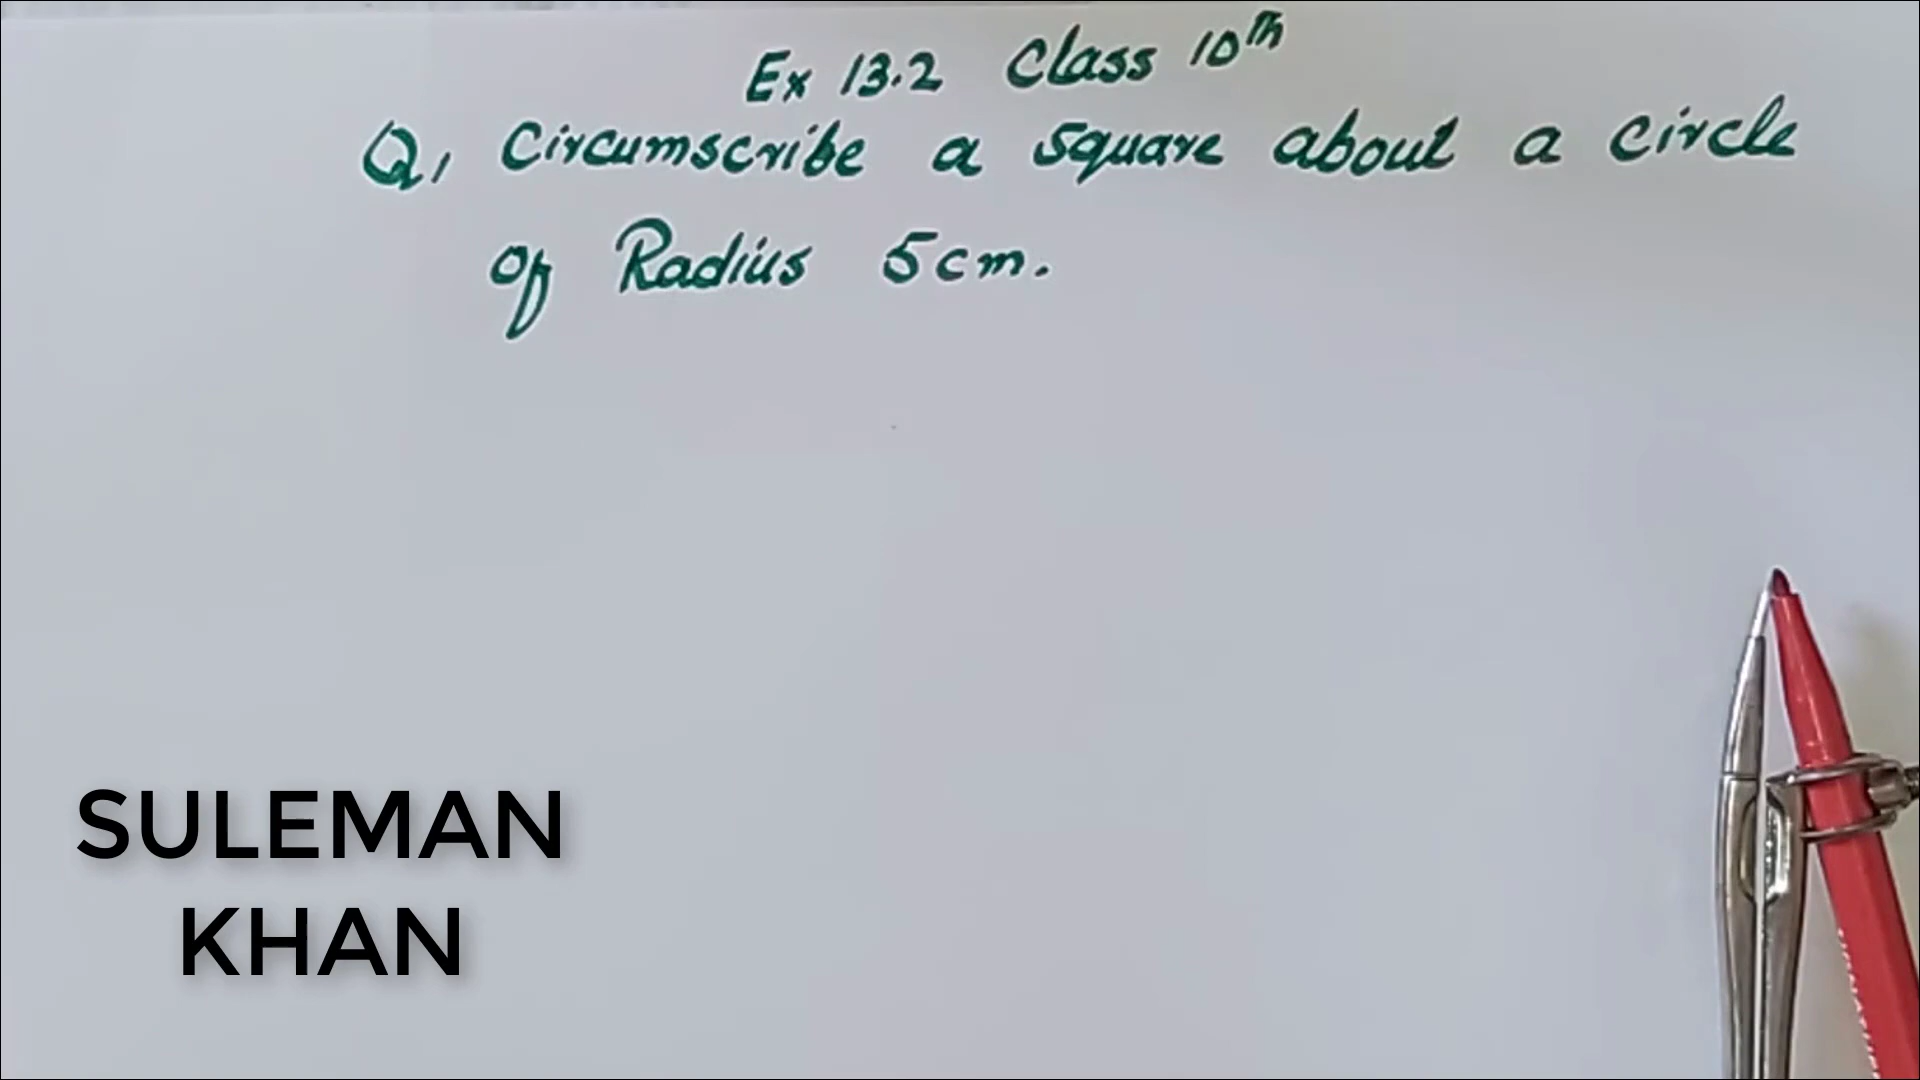 Ex 13.2 Class 10th
Q, Circumscribe a square about a circle
of Radius 5cm.
SULEMAN
KHAN